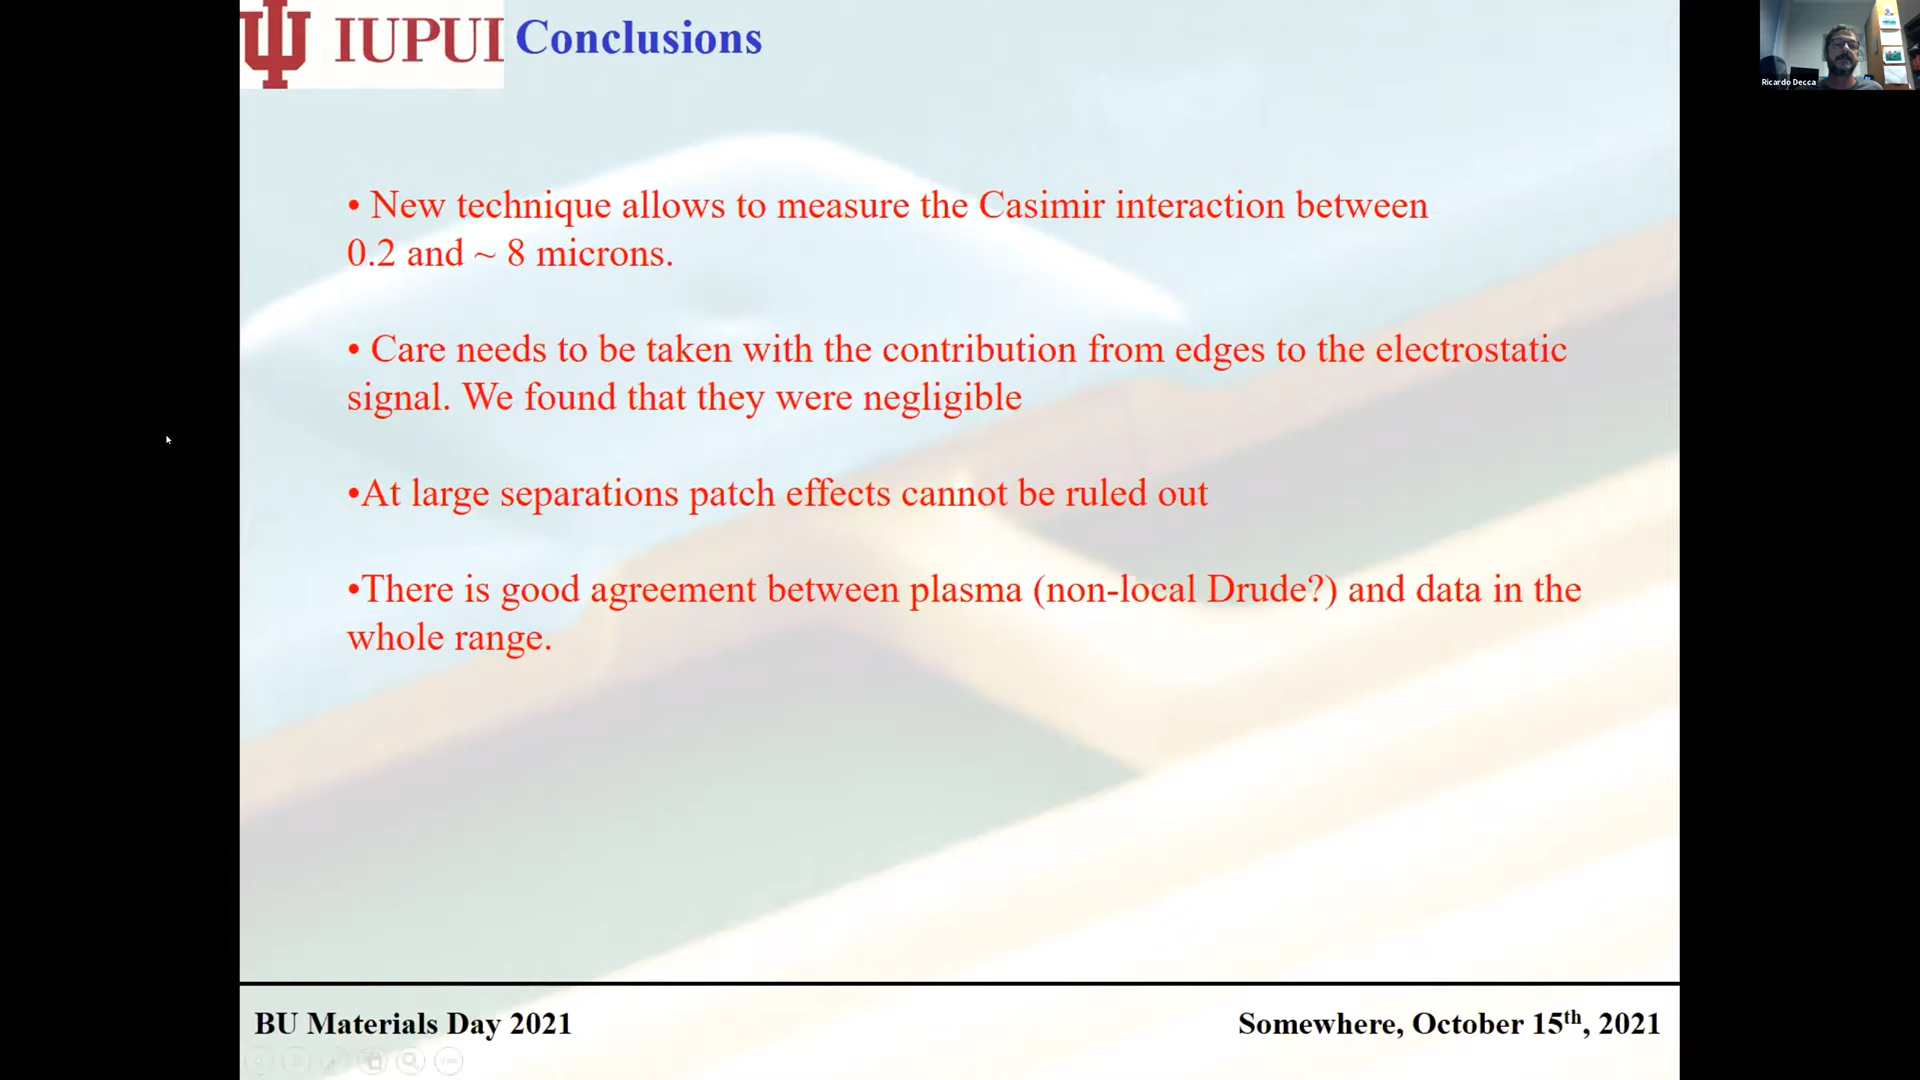 IUPUI Conclusions
Ricardo Decca
• New technique allows to measure the Casimir interaction between
0.2 and ~ 8 microns.
• Care needs to be taken with the contribution from edges to the electrostatic
signal. We found that they were negligible
•At large separations patch effects cannot be ruled out
•There is good agreement between plasma (non-local Drude?) and data in the
whole range.
BU Materials Day 2021
Somewhere, October 15th, 2021